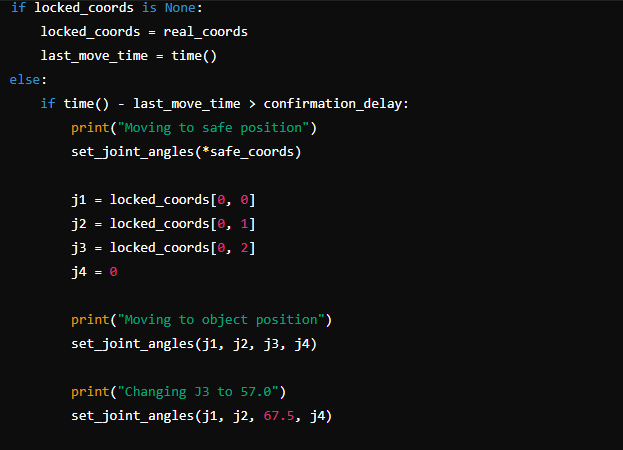 if locked_coords is None:
    locked_coords = real_coords
    last_move_time = time()
else:
    if time() - last_move_time > confirmation_delay:
        print("Moving to safe position")
        set_joint_angles(*safe_coords)

        j1 = locked_coords[0, 0]
        j2 = locked_coords[0, 1]
        j3 = locked_coords[0, 2]
        j4 = 0

        print("Moving to object position")
        set_joint_angles(j1, j2, j3, j4)

        print("Changing J3 to 57.0")
        set_joint_angles(j1, j2, 67.5, j4)